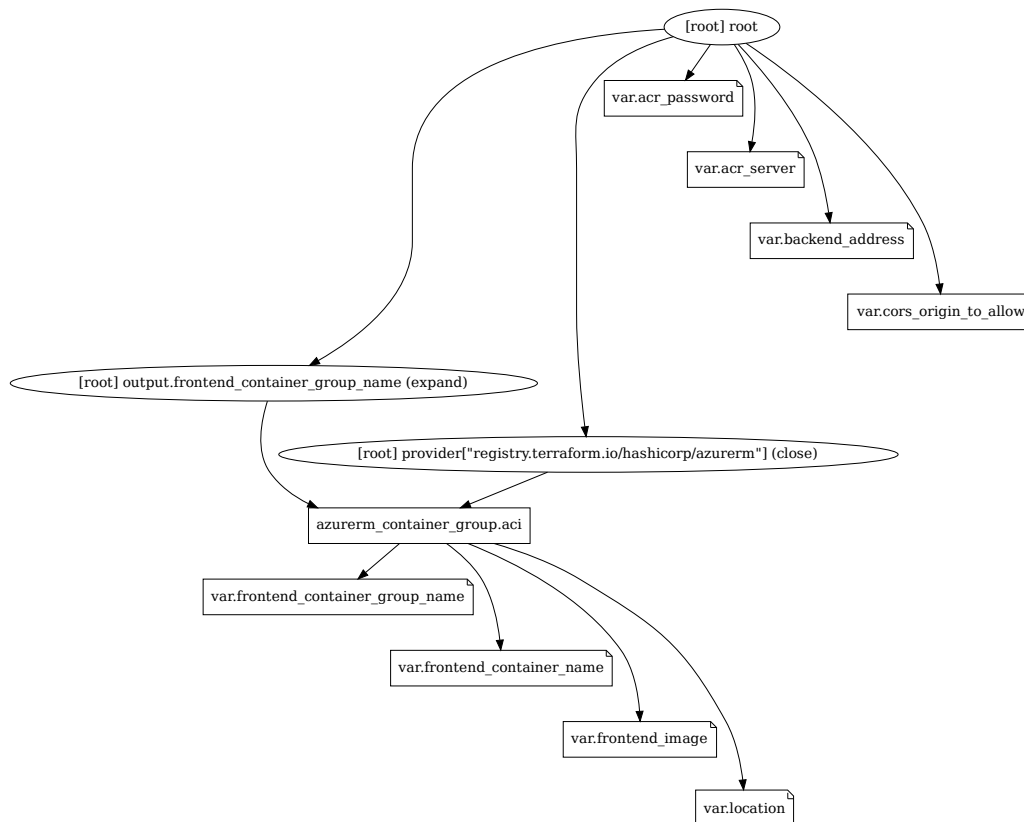 [root] root
var.acr_password
var.acr_server
var.backend_address
var.cors_origin_to_allow
[root] output.frontend_container_group_name (expand)
[root] provider["registry.terraform.io/hashicorp/azurerm"] (close)
azurerm_container_group.aci
var.frontend_container_group_name
var.frontend_container_name
var.frontend_image
var.location